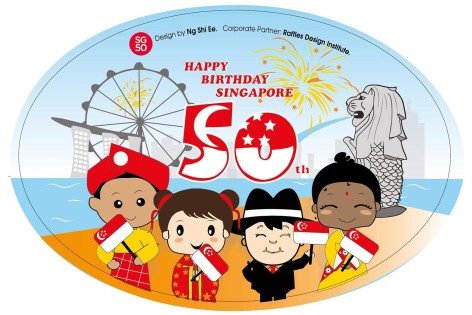 SG
50
Design by Ng Shi Ee. Corporate Partner: Raffles Design Institute.
HAPPY
BIRTHDAY
SINGAPORE
50th